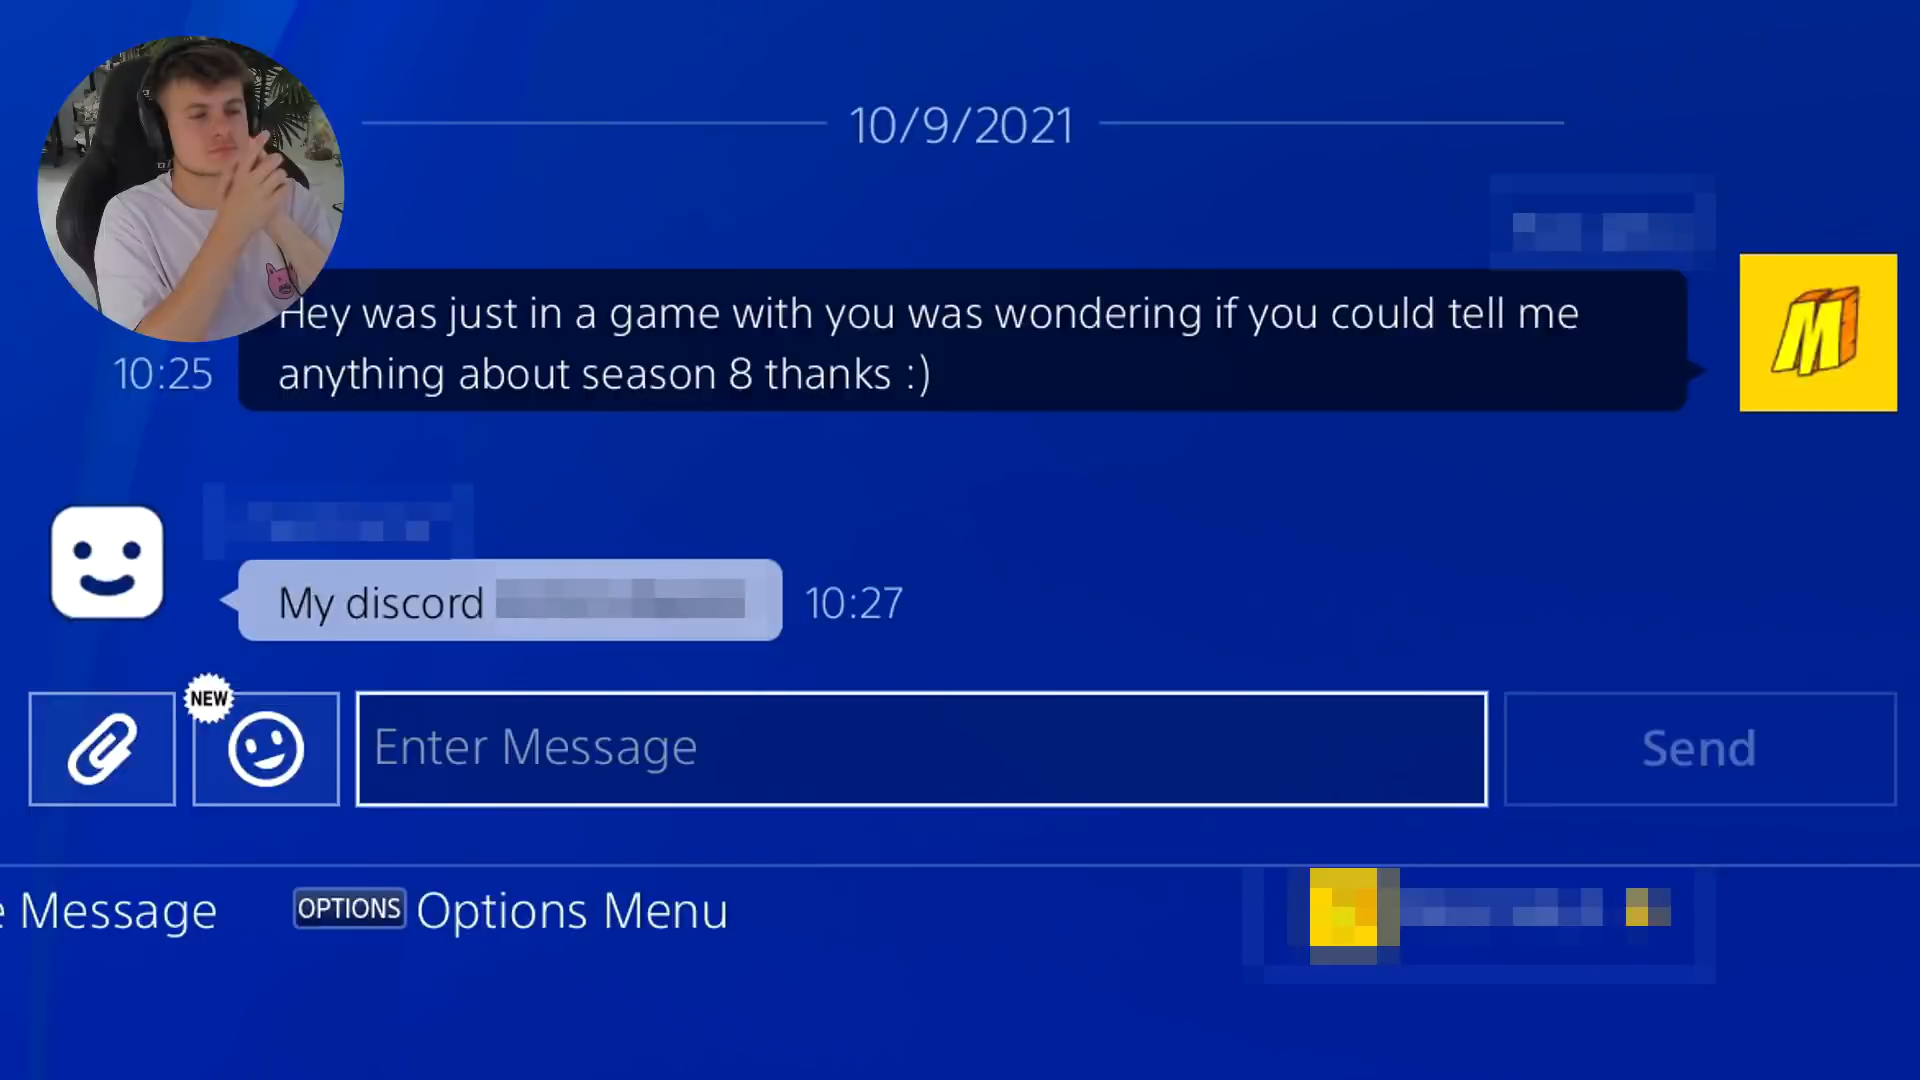 10/9/2021
Hey was just in a game with you was wondering if you could tell me
anything about season 8 thanks :)
10:25
M
My discord
10:27
NEW
Enter Message
Send
e Message
OPTIONS Options Menu